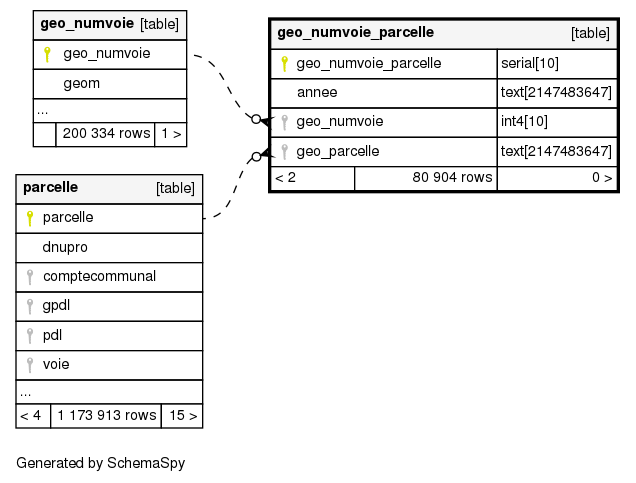 geo_numvoie [table]
geo_numvoie
geom
...
200 334 rows 1 >
geo_numvoie_parcelle [table]
geo_numvoie_parcelle serial[10]
annee text[2147483647]
geo_numvoie int4[10]
geo_parcelle text[2147483647]
< 2 80 904 rows 0 >
parcelle [table]
parcelle
dnupro
comptecommunal
gpdl
pdl
voie
...
< 4 1 173 913 rows 15 >
Generated by SchemaSpy